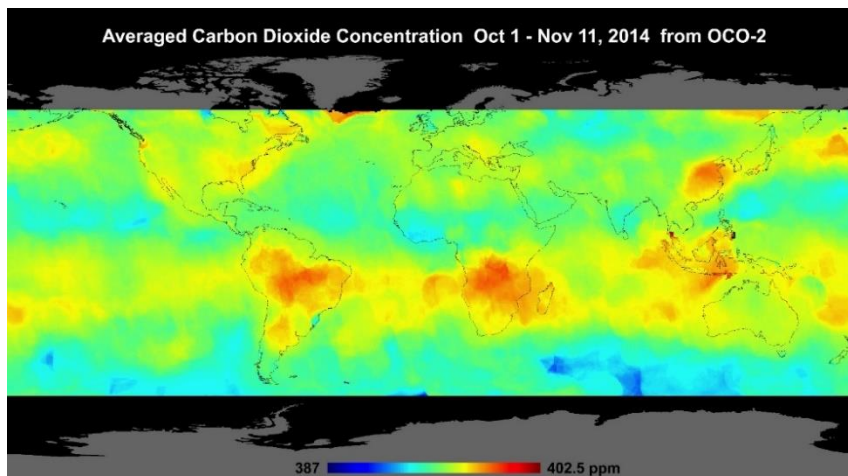 Averaged Carbon Dioxide Concentration Oct 1 - Nov 11, 2014 from OCO-2
387 402.5 ppm